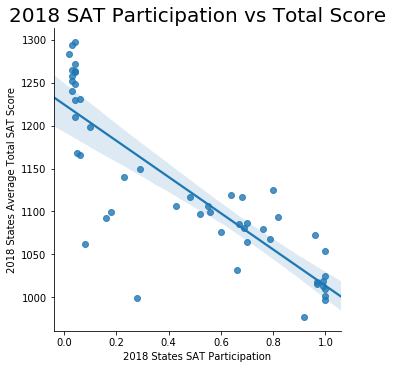 2018 SAT Participation vs Total Score
2018 States Average Total SAT Score
1300
1250
1200
1150
1100
1050
1000
0.0 0.2 0.4 0.6 0.8 1.0
2018 States SAT Participation